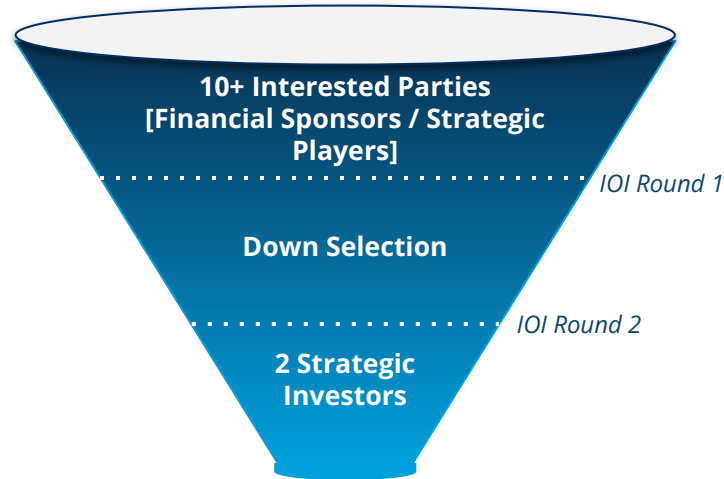 10+ Interested Parties
[Financial Sponsors / Strategic
Players]
IOI Round 1
Down Selection
IOI Round 2
2 Strategic
Investors